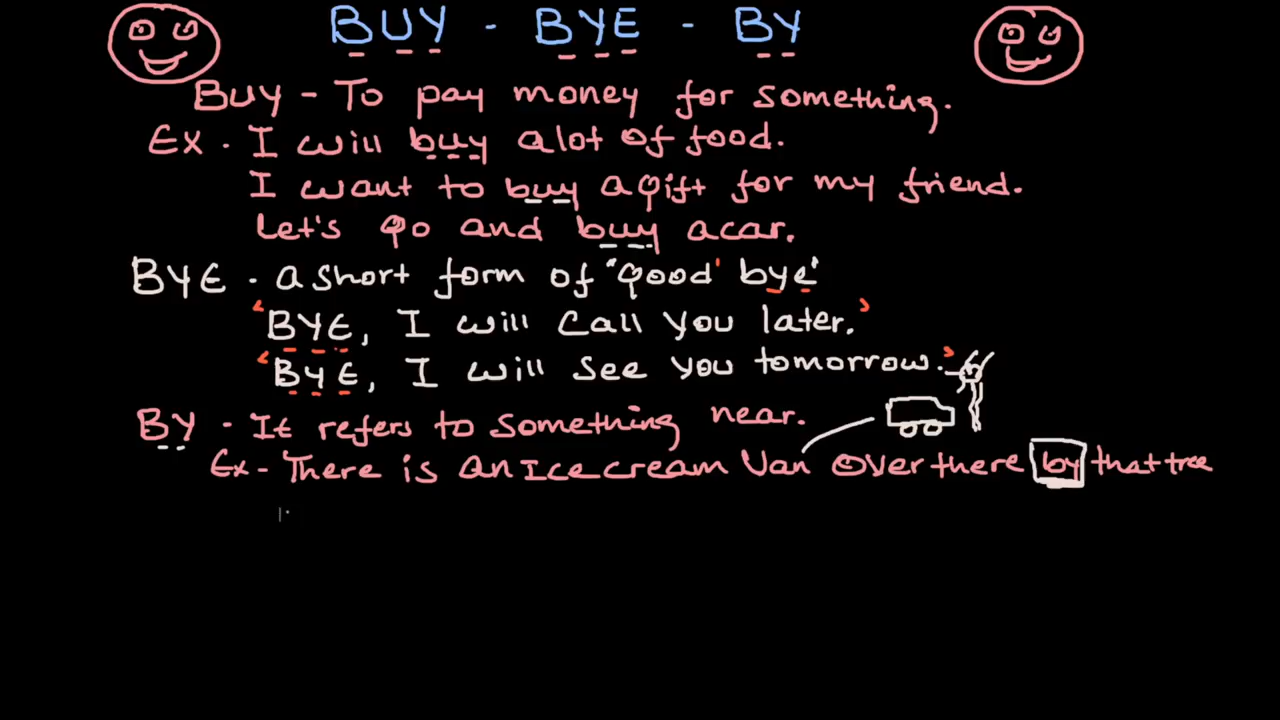 BUY - BYE - BY
BUY - To pay money for something.
Ex. I will buy a lot of food.
I want to buy a gift for my friend.
Let's go and buy a car.
BYE - a short form of "good' bye"
"BYE, I will call you later."
"BYE, I will see you tomorrow."
BY - It refers to something near.
Ex - There is an Ice cream Van over there by that tree